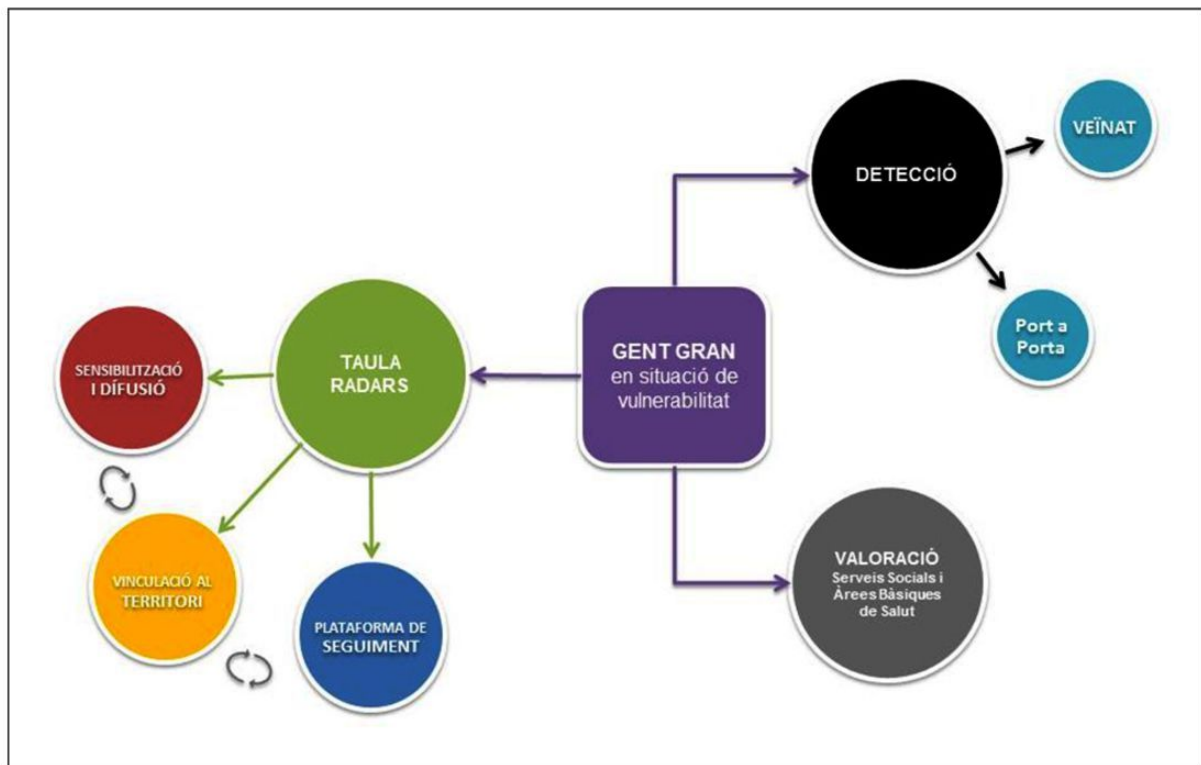 DETECCIÓ
VEÏNAT
Port a
Porta
GENT GRAN
en situació de
vulnerabilitat
TAULA
RADARS
SENSIBILITZACIÓ
I DÍFUSIÓ
VINCULACIÓ AL
TERRITORI
PLATAFORMA DE
SEGUIMENT
VALORACIÓ
Serveis Socials i
Àrees Bàsiques
de Salut